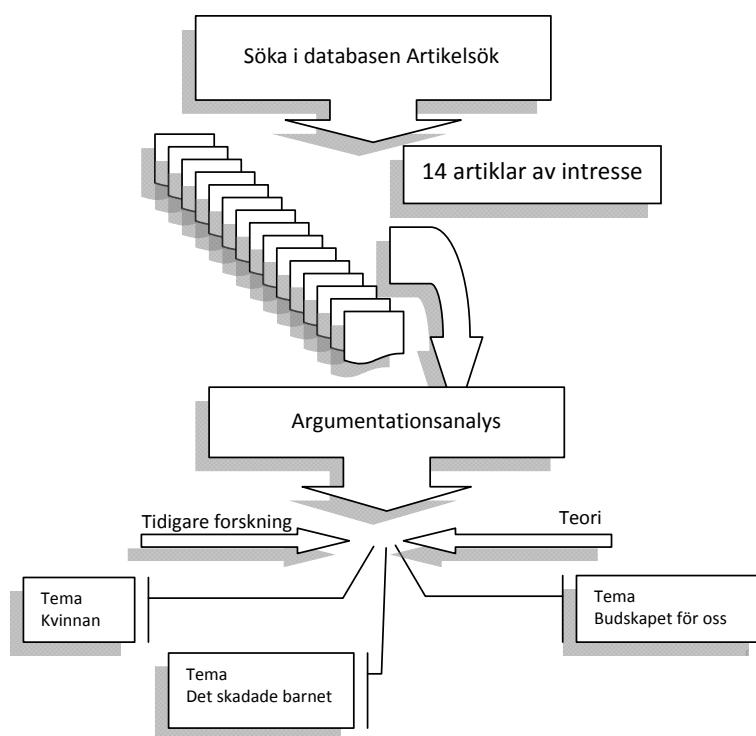 Söka i databasen Artikelsök
14 artiklar av intresse
Argumentationsanalys
Tidigare forskning
Teori
Tema
Kvinnan
Tema
Budskapet för oss
Tema
Det skadade barnet